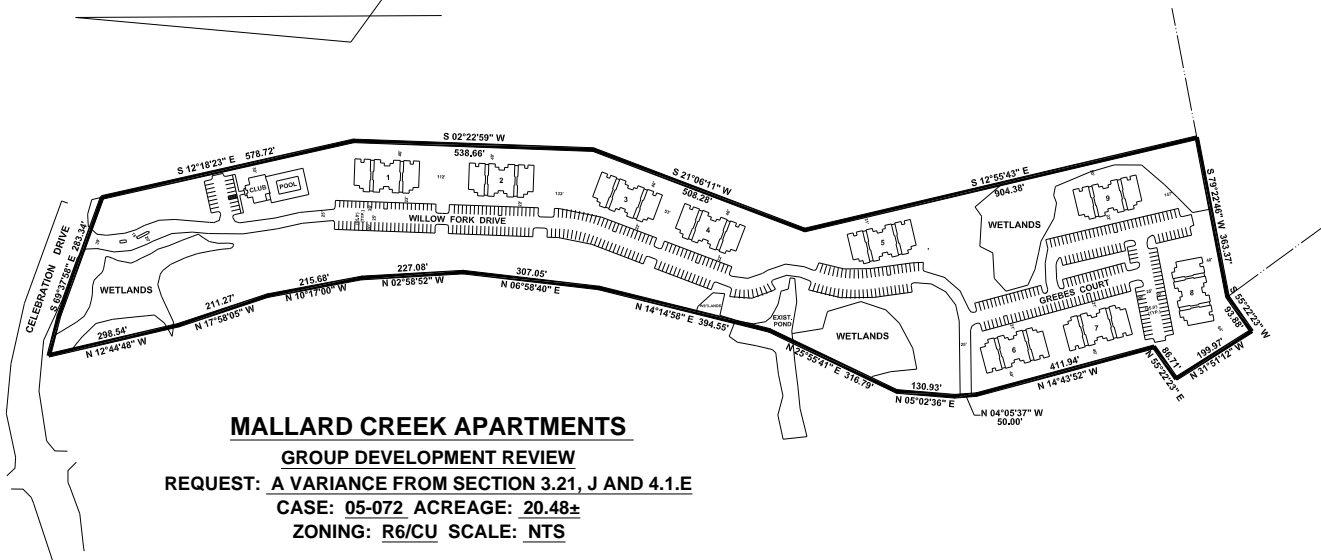 S 02°22'59" W
538.66'
S 12°18'23" E 578.72'
CLUB
POOL
1
2
3
4
S 21°06'11" W
508.28'
S 12°55'43" E
904.38'
5
WETLANDS
9
S 79°22'46" W 363.37'
WILLOW FORK DRIVE
CELEBRATION DRIVE
S 69°37'58" E 283.34'
WETLANDS
298.54'
N 12°44'48" W
211.27'
N 17°58'05" W
215.68'
N 10°17'00" W
227.08'
N 02°58'52" W
307.05'
N 06°58'40" E
WETLANDS
N 14°14'58" E 394.55'
EXIST.
POND
WETLANDS
N 25°55'41" E 316.79'
GREBES COURT
6
7
8
130.93'
N 05°02'36" E
N 04°05'37" W
50.00'
411.94'
N 14°43'52" W
86.71'
N 55°22'23" E
199.97'
N 31°51'12" W
S 55°22'23" W
93.88'
MALLARD CREEK APARTMENTS
GROUP DEVELOPMENT REVIEW
REQUEST: A VARIANCE FROM SECTION 3.21, J AND 4.1.E
CASE: 05-072 ACREAGE: 20.48±
ZONING: R6/CU SCALE: NTS